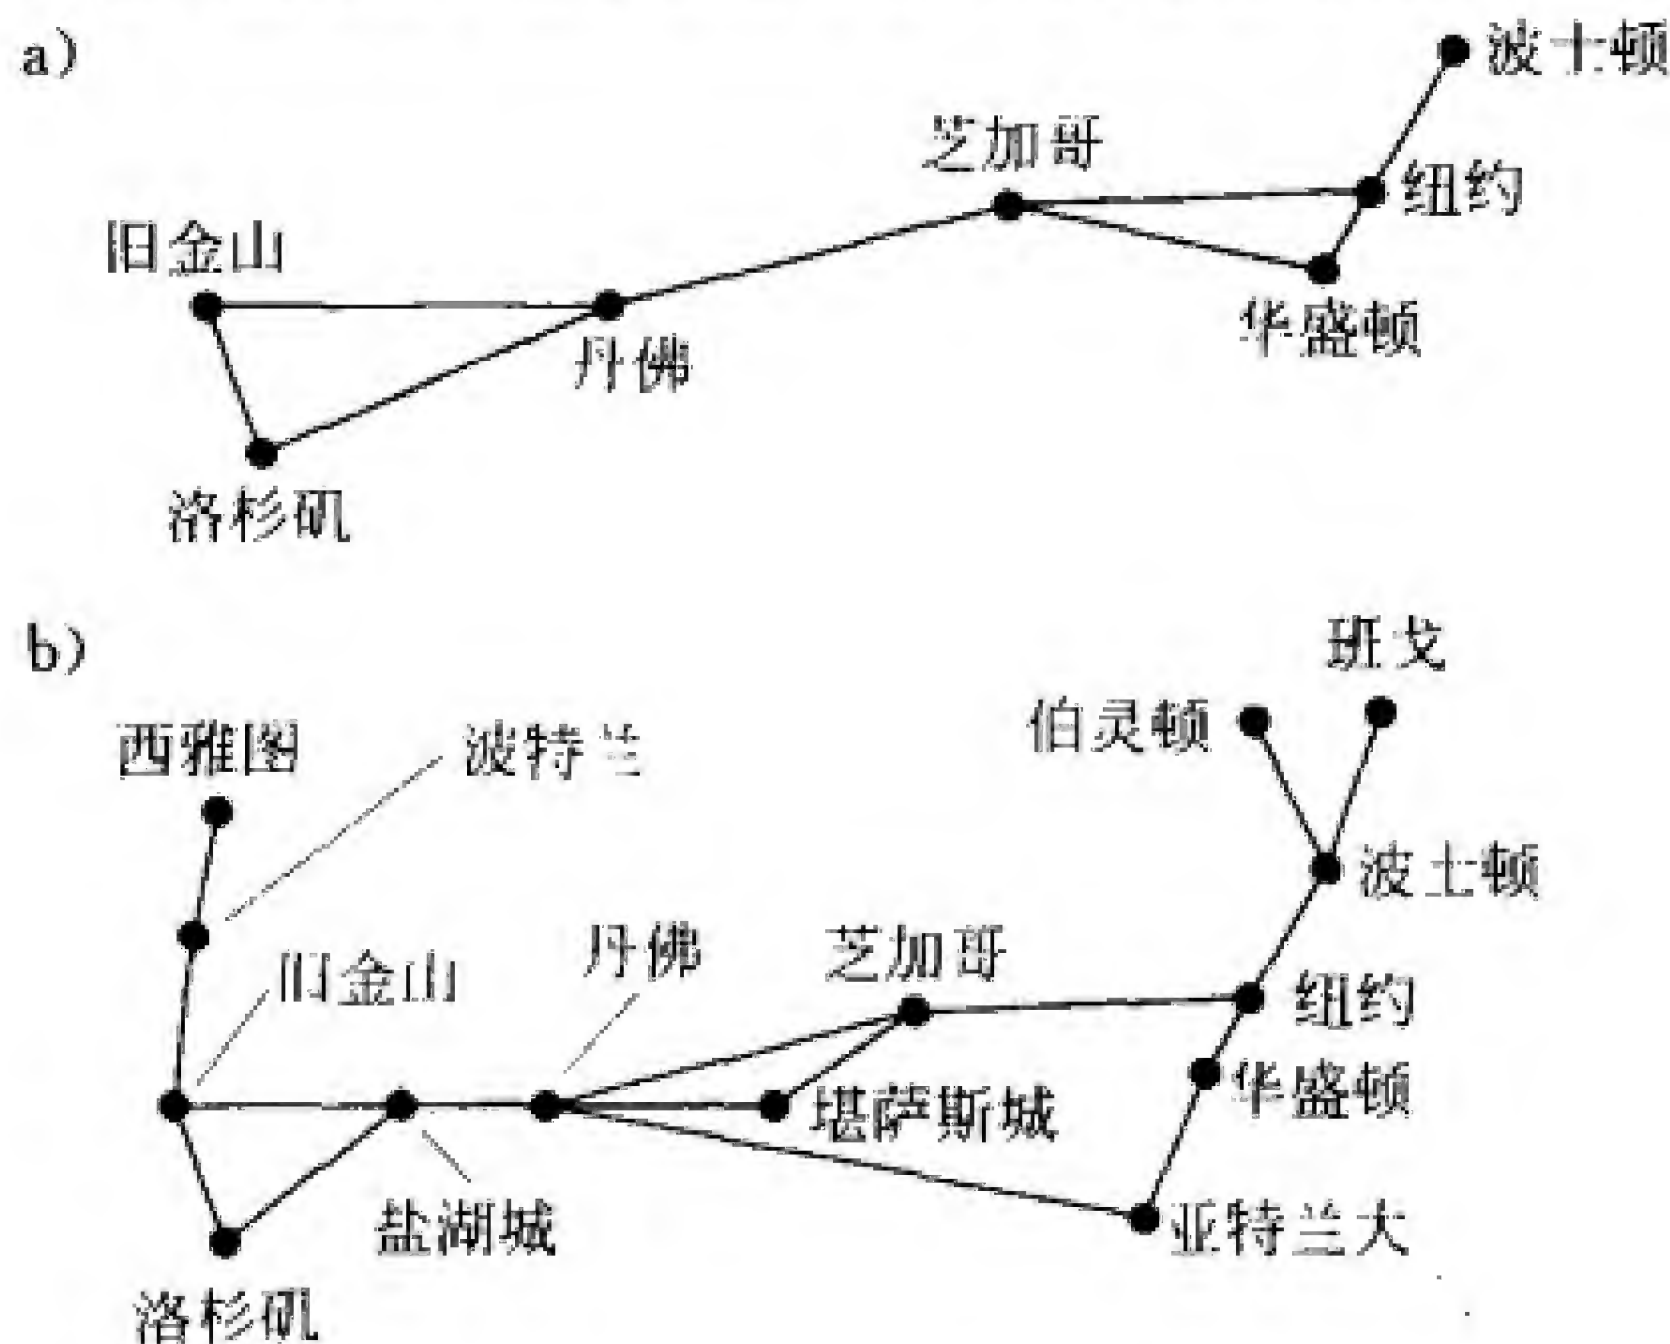 a)
波士顿
芝加哥
纽约
旧金山
华盛顿
丹佛
洛杉矶
b)
班戈
伯灵顿
西雅图
波特兰
波士顿
丹佛
芝加哥
旧金山
纽约
华盛顿
堪萨斯城
盐湖城
亚特兰大
洛杉矶